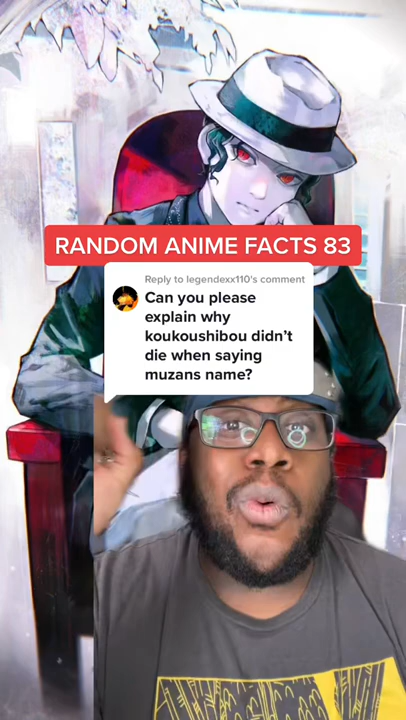 RANDOM ANIME FACTS 83
Reply to legendexx110's comment
Can you please
explain why
koukoushibou didn't
die when saying
muzans name?